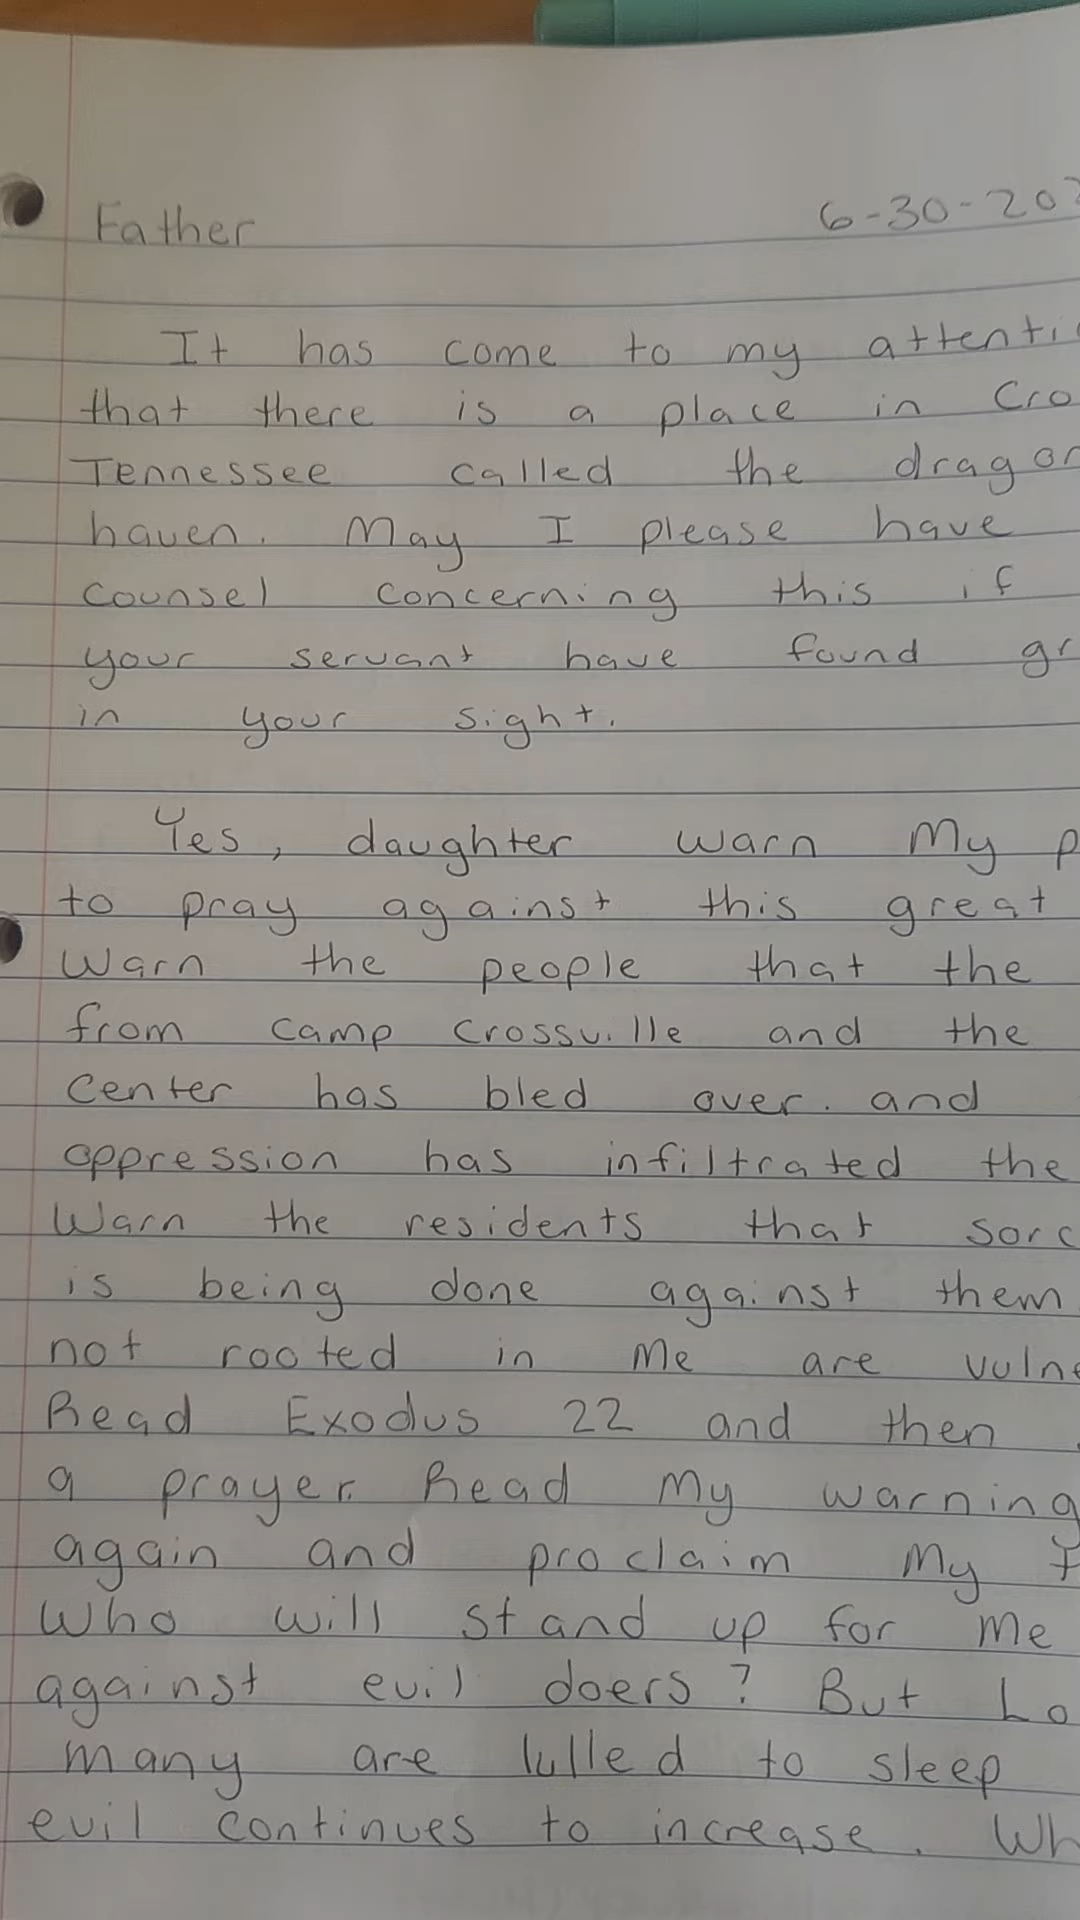 Father 6-30-20
It has come to my
that there is a place in
Tennessee called the
haven. May I please have
counsel concerning this if
your servant have found
in your sight.
Yes, daughter warn My
to pray against this great
Warn the people that the
from camp crossville and the
center has bled over. and
oppression has infiltrated the
Warn the residents that
is being done against them
not rooted in Me are
Read Exodus 22 and then
a prayer. Read My warning
again and proclaim My
Who will stand up for Me
against evil doers? But
many are lulled to sleep
evil continues to increase.